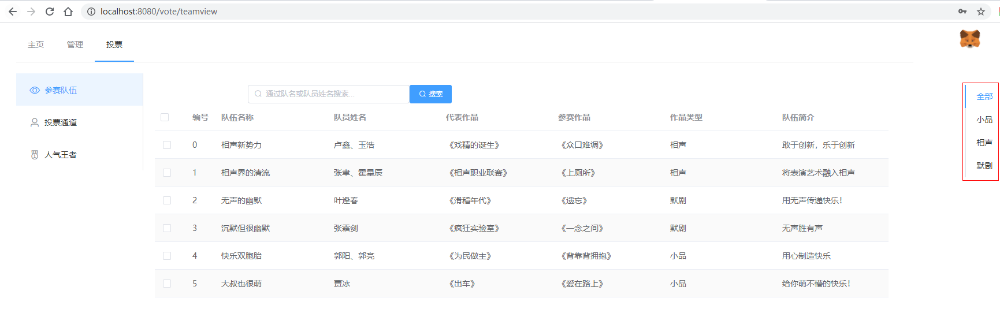 localhost:8080/vote/teamview
主页 管理 投票
参赛队伍
投票通道
人气王者
通过队名或队员姓名搜索... 搜索
编号 队伍名称 队员姓名 代表作品 参赛作品 作品类型 队伍简介
0 相声新势力 卢鑫、玉浩 《戏精的诞生》 《众口难调》 相声 敢于创新，乐于创新
1 相声界的清流 张聿、霍星辰 《相声职业联赛》 《上厕所》 相声 将表演艺术融入相声
2 无声的幽默 叶逢春 《滑稽年代》 《遗忘》 默剧 用无声传递快乐！
3 沉默但很幽默 张霜剑 《疯狂实验室》 《一念之间》 默剧 无声胜有声
4 快乐双胞胎 郭阳、郭亮 《为民做主》 《背靠背拥抱》 小品 用心制造快乐
5 大叔也很萌 贾冰 《出车》 《爱在路上》 小品 给你萌不懵的快乐！
全部
小品
相声
默剧